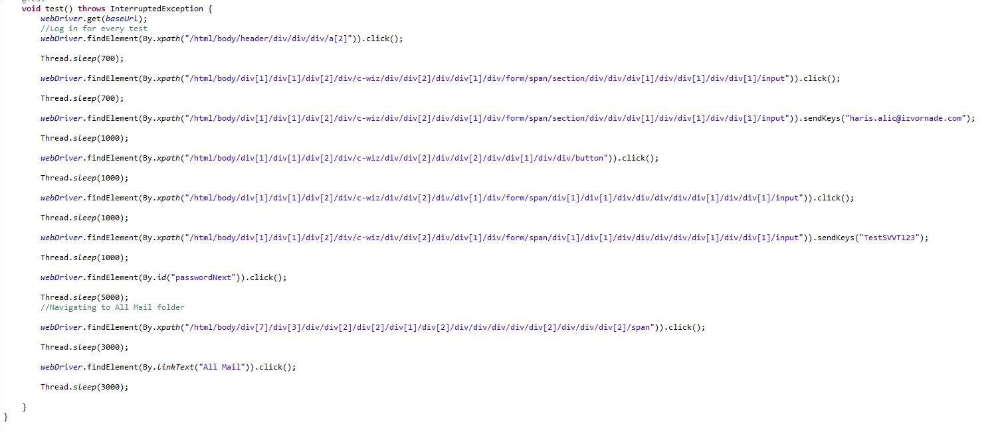 @Test
void test() throws InterruptedException {
webDriver.get(baseUrl);
//Log in for every test
webDriver.findElement(By.xpath("/html/body/header/div/div/div/a[2]")).click();
Thread.sleep(700);
webDriver.findElement(By.xpath("/html/body/div[1]/div[1]/div[2]/div/c-wiz/div/div[2]/div/div[1]/div/form/span/section/div/div/div[1]/div/div[1]/div/div[1]/input")).click();
Thread.sleep(700);
webDriver.findElement(By.xpath("/html/body/div[1]/div[1]/div[2]/div/c-wiz/div/div[2]/div/div[1]/div/form/span/section/div/div/div[1]/div/div[1]/div/div[1]/input")).sendKeys("haris.alic@izvornade.com");
Thread.sleep(1000);
webDriver.findElement(By.xpath("/html/body/div[1]/div[1]/div[2]/div/c-wiz/div/div[2]/div/div[2]/div/div[1]/div/div/button")).click();
Thread.sleep(1000);
webDriver.findElement(By.xpath("/html/body/div[1]/div[1]/div[2]/div/c-wiz/div/div[2]/div/div[1]/div/form/span/div[1]/div[1]/div/div/div/div/div[1]/div/div[1]/input")).click();
Thread.sleep(1000);
webDriver.findElement(By.xpath("/html/body/div[1]/div[1]/div[2]/div/c-wiz/div/div[2]/div/div[1]/div/form/span/div[1]/div[1]/div/div/div/div/div[1]/div/div[1]/input")).sendKeys("TestSVVT123");
Thread.sleep(1000);
webDriver.findElement(By.id("passwordNext")).click();
Thread.sleep(5000);
//Navigating to All Mail folder
webDriver.findElement(By.xpath("/html/body/div[7]/div[3]/div/div[2]/div[2]/div[1]/div[2]/div/div/div/div/div[2]/div/div/div[2]/span")).click();
Thread.sleep(3000);
webDriver.findElement(By.linkText("All Mail")).click();
Thread.sleep(3000);
}
}